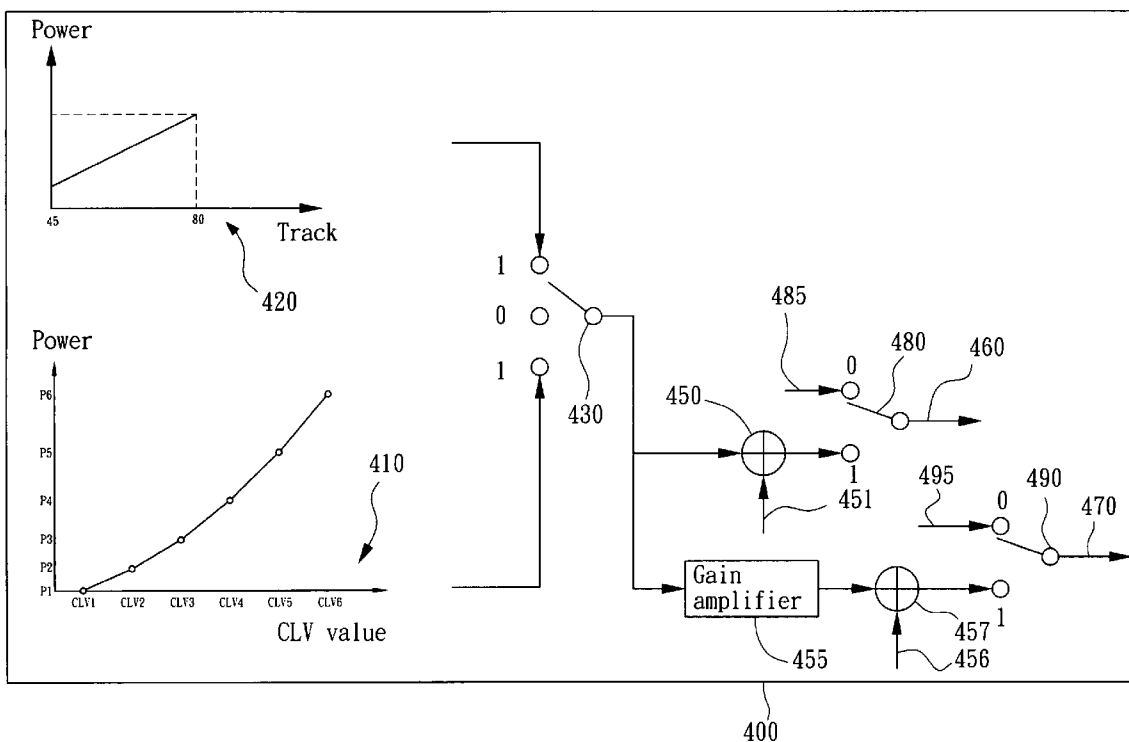 Power
45
80
Track
420
Power
P6
P5
P4
P3
P2
P1
CLV1
CLV2
CLV3
CLV4
CLV5
CLV6
CLV value
410
1
0
1
430
450
451
485
0
480
460
1
495
0
490
470
Gain
amplifier
455
457
456
1
400